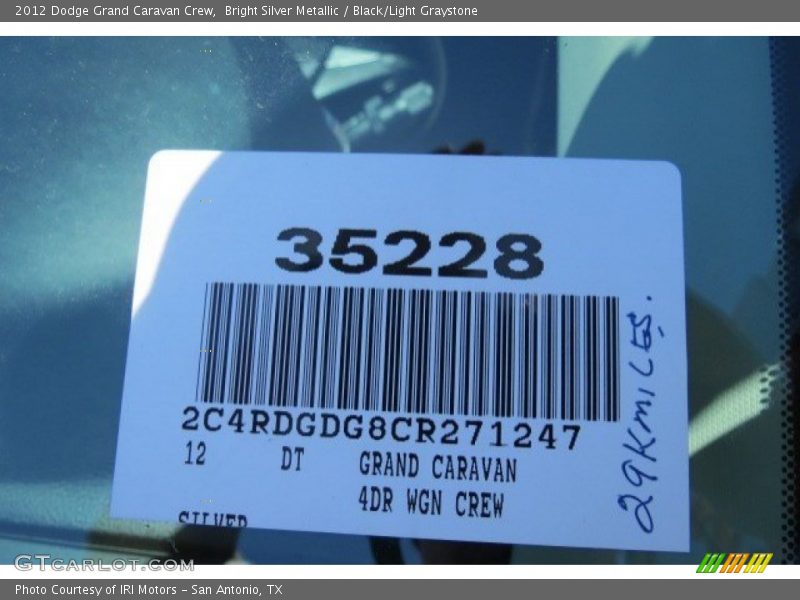 2012 Dodge Grand Caravan Crew, Bright Silver Metallic / Black/Light Graystone
35228
2C4RDGDG8CR271247
12 DT GRAND CARAVAN
4DR WGN CREW
SILVER
29K MILES.
GTCARLOT.COM
Photo Courtesy of IRI Motors - San Antonio, TX